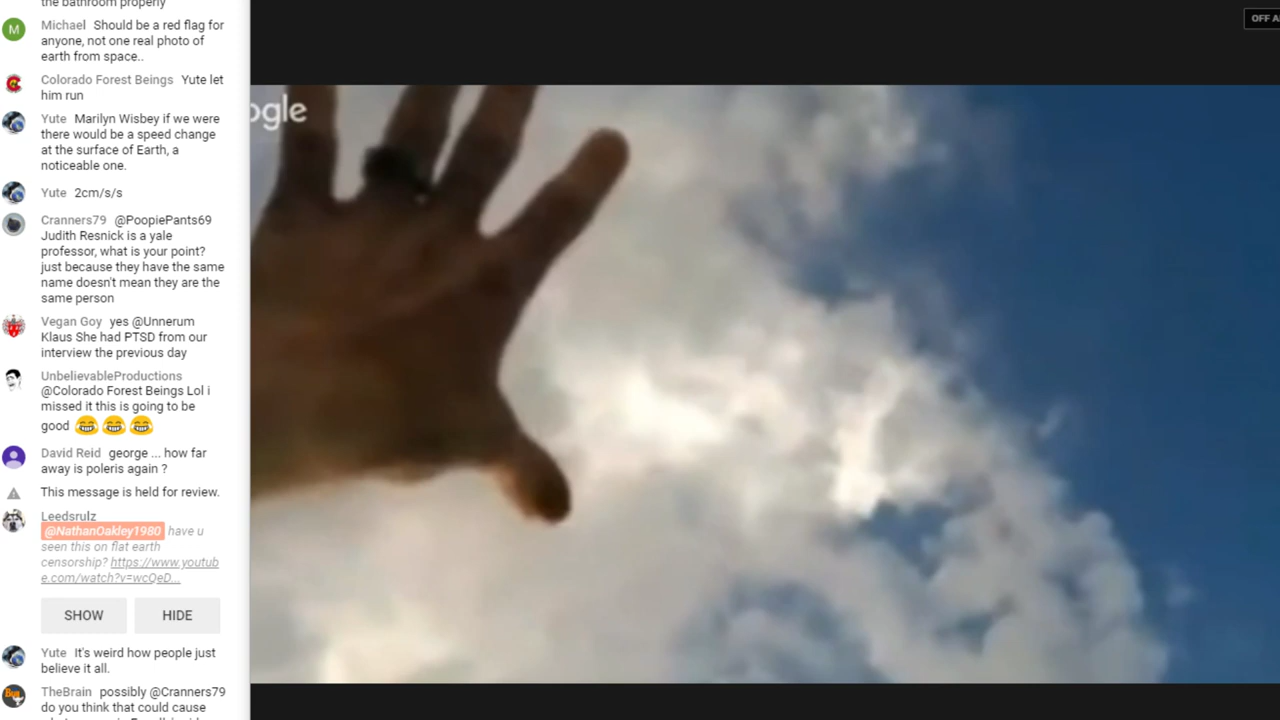 the bathroom properly
Michael Should be a red flag for
anyone, not one real photo of
earth from space..
Colorado Forest Beings Yute let
him run
Yute Marilyn Wisbey if we were
there would be a speed change
at the surface of Earth, a
noticeable one.
Yute 2cm/s/s
Cranners79 @PoopiePants69
Judith Resnick is a yale
professor, what is your point?
just because they have the same
name doesn't mean they are the
same person
Vegan Goy yes @Unnerum
Klaus She had PTSD from our
interview the previous day
UnbelievableProductions
@Colorado Forest Beings Lol i
missed it this is going to be
good
David Reid george ... how far
away is poleris again ?
This message is held for review.
Leedsrulz
@NathanOakley1980 have u
seen this on flat earth
censorship? https://www.youtub
e.com/watch?v=wcQeD...
SHOW HIDE
Yute It's weird how people just
believe it all.
TheBrain possibly @Cranners79
do you think that could cause
ogle
OFF A
M